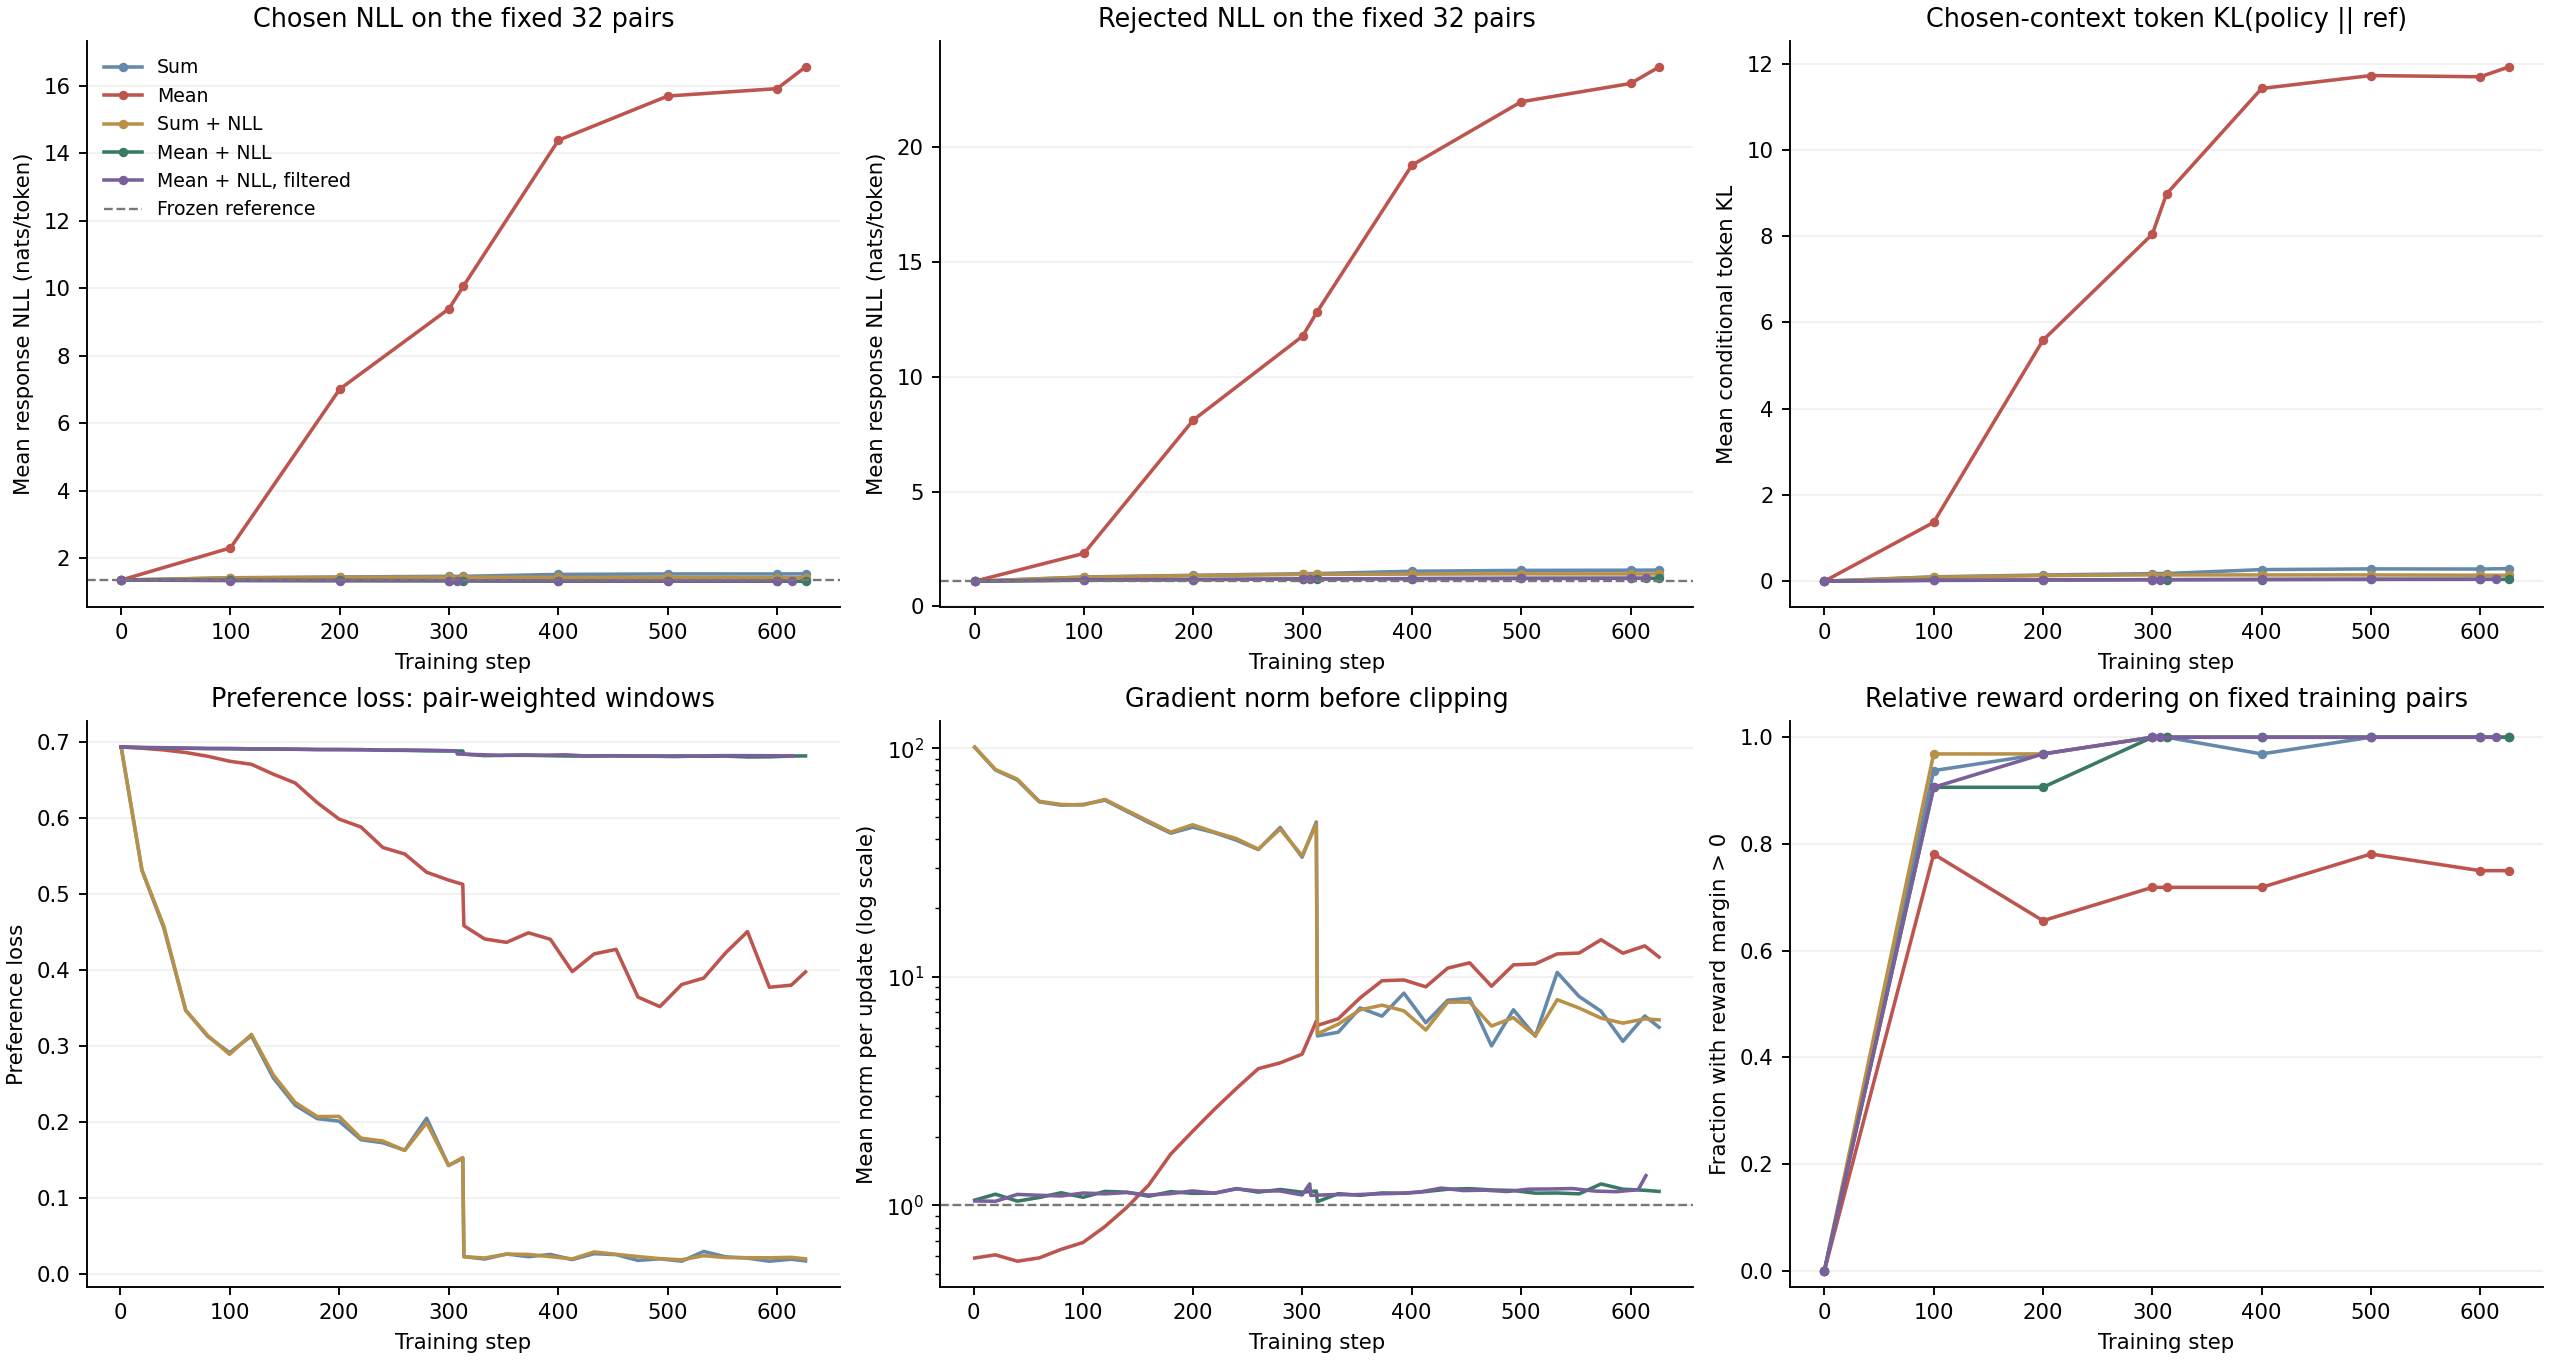 Chosen NLL on the fixed 32 pairs
Mean response NLL (nats/token)
16
14
12
10
8
6
4
2
Sum
Mean
Sum + NLL
Mean + NLL
Mean + NLL, filtered
Frozen reference
0 100 200 300 400 500 600
Training step
Rejected NLL on the fixed 32 pairs
Mean response NLL (nats/token)
20
15
10
5
0
0 100 200 300 400 500 600
Training step
Chosen-context token KL(policy || ref)
Mean conditional token KL
12
10
8
6
4
2
0
0 100 200 300 400 500 600
Training step
Preference loss: pair-weighted windows
Preference loss
0.7
0.6
0.5
0.4
0.3
0.2
0.1
0.0
0 100 200 300 400 500 600
Training step
Gradient norm before clipping
Mean norm per update (log scale)
10²
10¹
10⁰
0 100 200 300 400 500 600
Training step
Relative reward ordering on fixed training pairs
Fraction with reward margin > 0
1.0
0.8
0.6
0.4
0.2
0.0
0 100 200 300 400 500 600
Training step